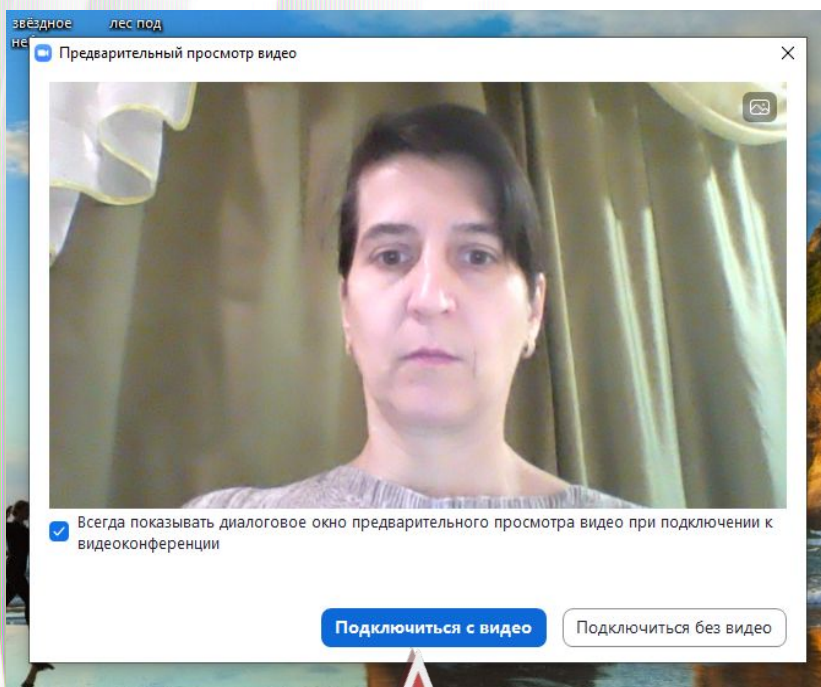 звёздное лес под
Предварительный просмотр видео
Всегда показывать диалоговое окно предварительного просмотра видео при подключении к
видеоконференции
Подключиться с видео Подключиться без видео